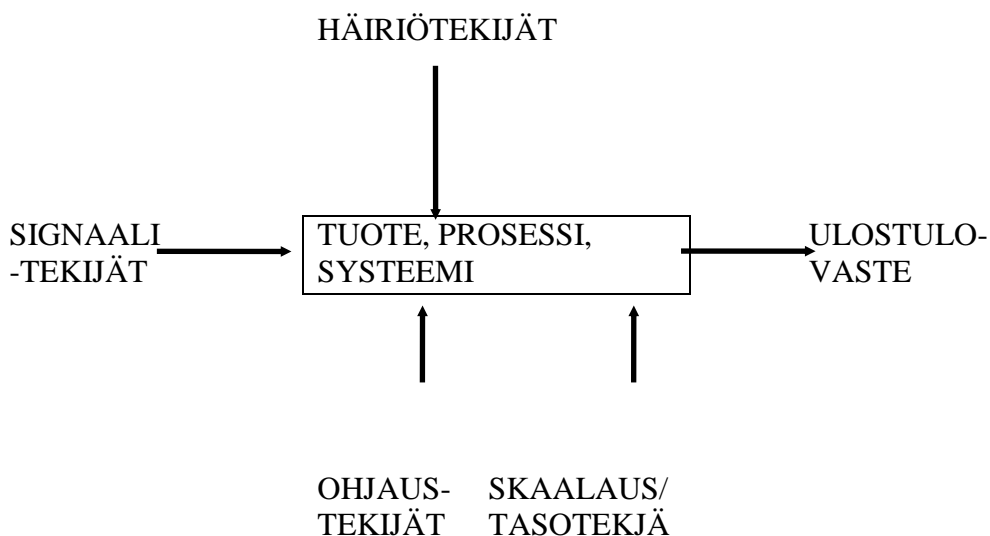 HÄIRIÖTEKIJÄT
SIGNAALI
-TEKIJÄT
TUOTE, PROSESSI,
SYSTEEMI
ULOSTULO-
VASTE
OHJAUS-
TEKIJÄT
SKAALAUS/
TASOTEKJÄ